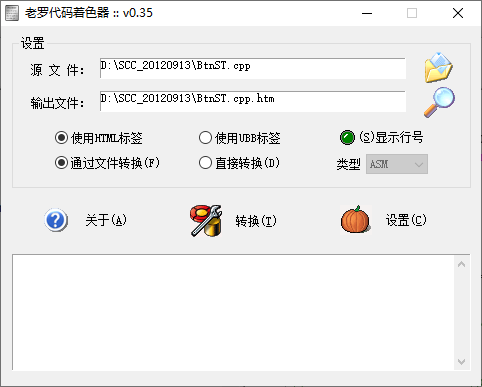 老罗代码着色器 :: v0.35
设置
源 文 件： D:\SCC_20120913\BtnST.cpp
输出文件： D:\SCC_20120913\BtnST.cpp.htm
使用HTML标签 使用UBB标签 (S)显示行号
通过文件转换(F) 直接转换(D) 类型 ASM
关于(A) 转换(T) 设置(C)